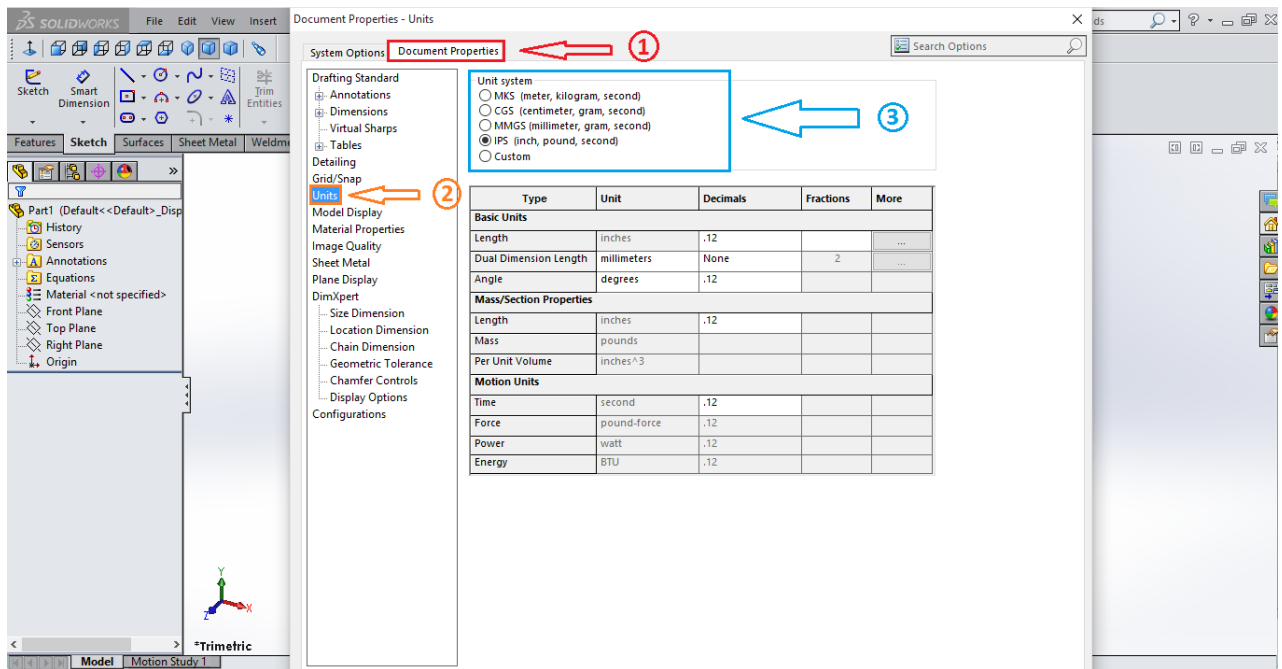 SOLIDWORKS File Edit View Insert
Document Properties - Units
ds
System Options Document Properties
1
Search Options
Sketch Smart Dimension Trim Entities
Features Sketch Surfaces Sheet Metal Weldme
Part1 (Default<<Default>_Disp
History
Sensors
Annotations
Equations
Material <not specified>
Front Plane
Top Plane
Right Plane
Origin
Drafting Standard
Annotations
Dimensions
Virtual Sharps
Tables
Detailing
Grid/Snap
Units
2
Model Display
Material Properties
Image Quality
Sheet Metal
Plane Display
DimXpert
Size Dimension
Location Dimension
Chain Dimension
Geometric Tolerance
Chamfer Controls
Display Options
Configurations
Unit system
MKS (meter, kilogram, second)
CGS (centimeter, gram, second)
MMGS (millimeter, gram, second)
IPS (inch, pound, second)
Custom
3
Type Unit Decimals Fractions More
Basic Units
Length inches .12 ...
Dual Dimension Length millimeters None 2 ...
Angle degrees .12
Mass/Section Properties
Length inches .12
Mass pounds
Per Unit Volume inches^3
Motion Units
Time second .12
Force pound-force .12
Power watt .12
Energy BTU .12
Y
X
Z
*Trimetric
Model Motion Study 1